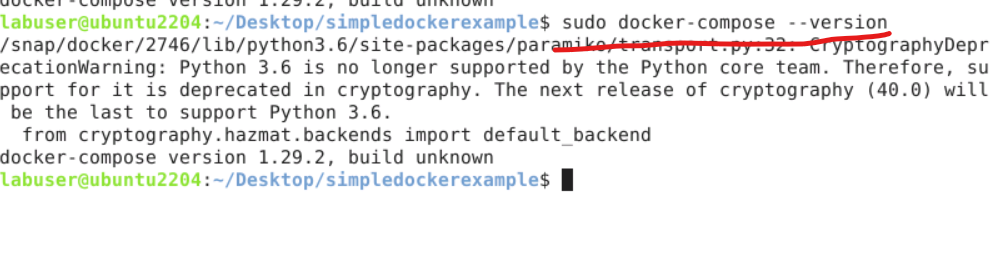 docker-compose version 1.29.2, build unknown
labuser@ubuntu2204:~/Desktop/simpledockerexample$ sudo docker-compose --version
/snap/docker/2746/lib/python3.6/site-packages/paramiko/transport.py:32: CryptographyDepr
ecationWarning: Python 3.6 is no longer supported by the Python core team. Therefore, su
pport for it is deprecated in cryptography. The next release of cryptography (40.0) will
 be the last to support Python 3.6.
  from cryptography.hazmat.backends import default_backend
docker-compose version 1.29.2, build unknown
labuser@ubuntu2204:~/Desktop/simpledockerexample$